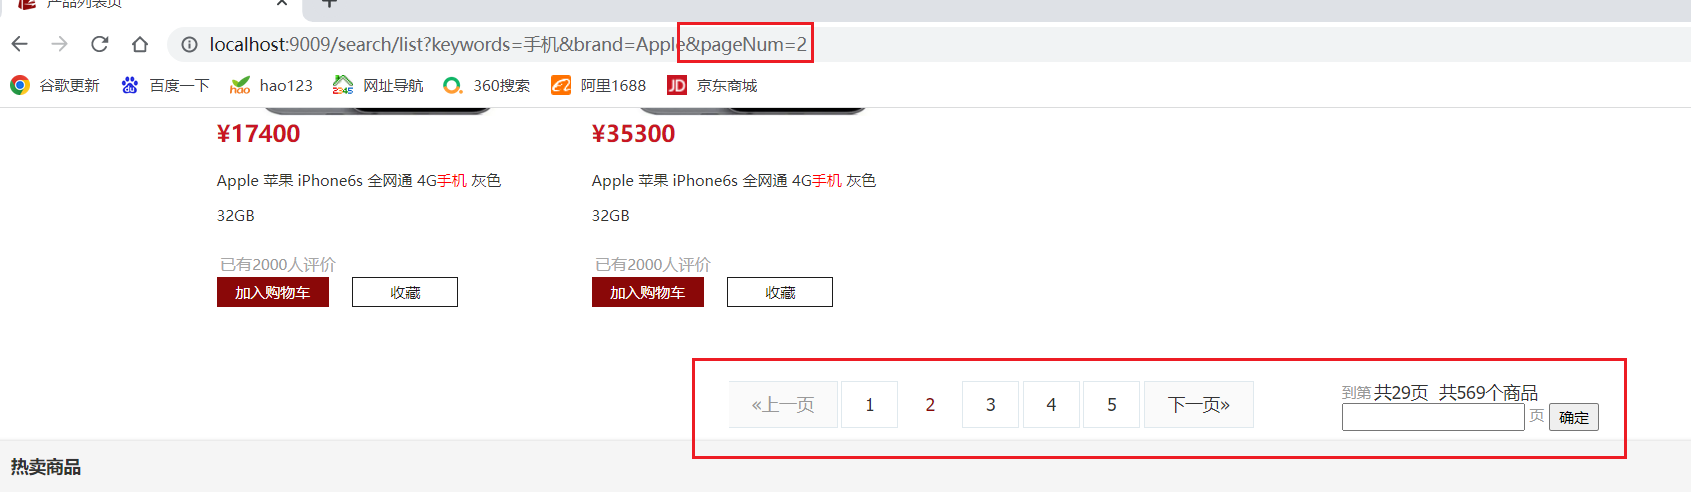 产品列表页
localhost:9009/search/list?keywords=手机&brand=Apple&pageNum=2
谷歌更新 百度一下 hao hao123 2345 网址导航 360搜索 阿里1688 JD 京东商城
¥17400 ¥35300
Apple 苹果 iPhone6s 全网通 4G手机 灰色 Apple 苹果 iPhone6s 全网通 4G手机 灰色
32GB 32GB
已有2000人评价 已有2000人评价
加入购物车 收藏 加入购物车 收藏
«上一页 1 2 3 4 5 下一页» 到第 共29页 共569个商品
页 确定
热卖商品